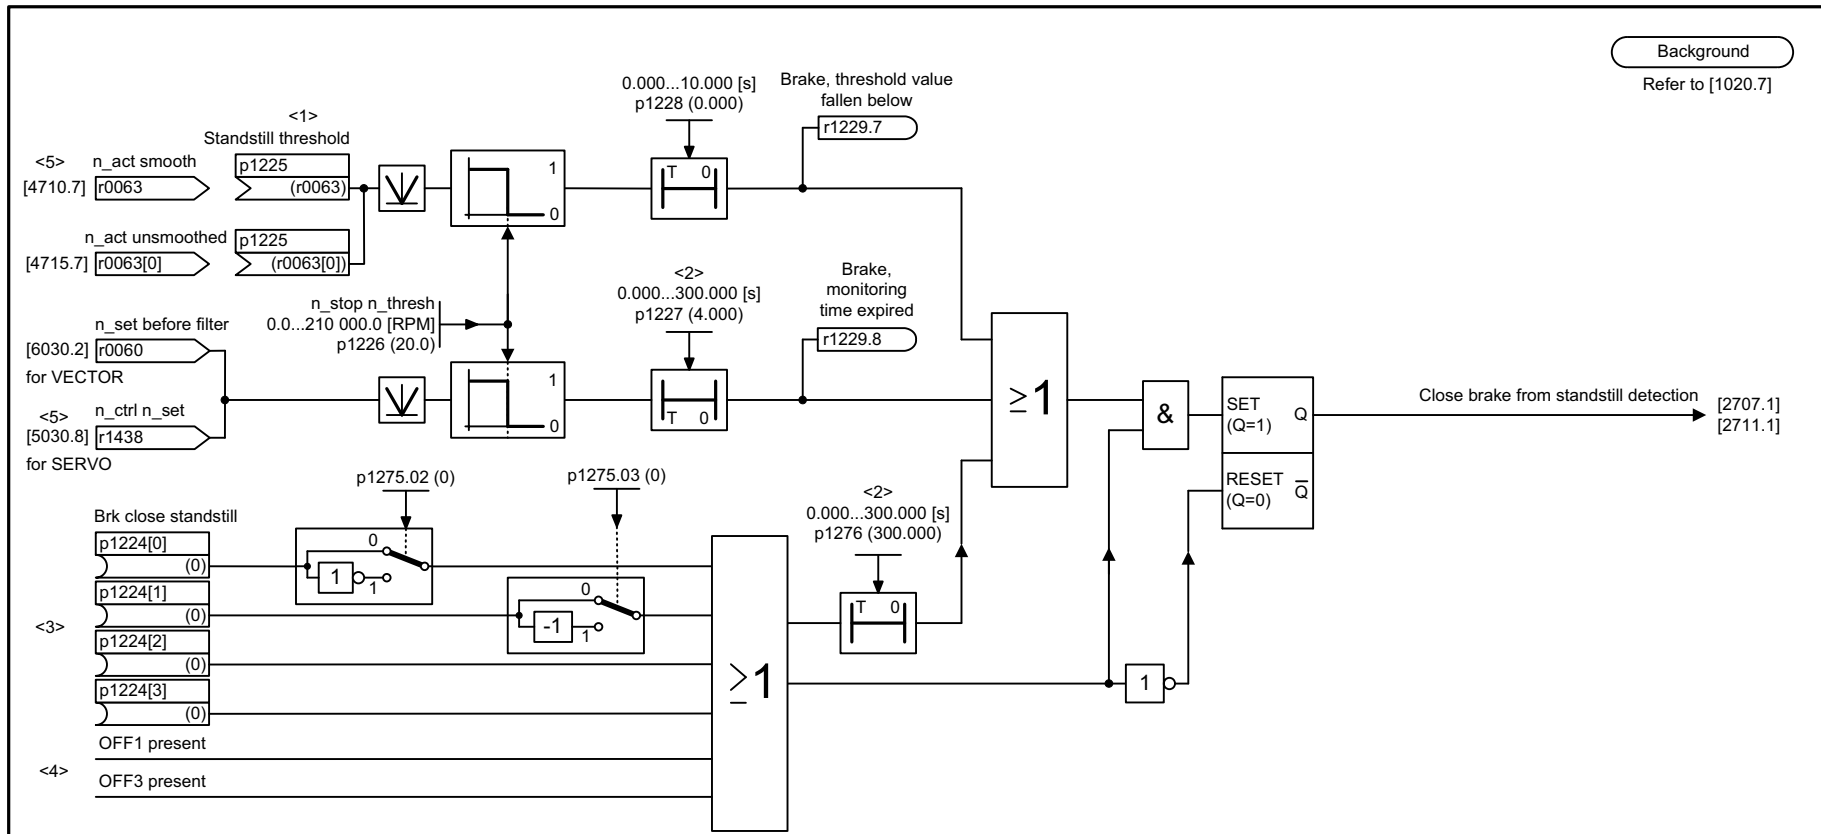 Background
Refer to [1020.7]
0.000...10.000 [s]
p1228 (0.000)
Brake, threshold value
fallen below
r1229.7
<1>
Standstill threshold
<5>
n_act smooth
p1225
[4710.7]
r0063
(r0063)
1
0
T 0
n_act unsmoothed
p1225
[4715.7]
r0063[0]
(r0063[0])
<2>
0.000...300.000 [s]
p1227 (4.000)
Brake,
monitoring
time expired
r1229.8
n_stop n_thresh
0.0...210 000.0 [RPM]
p1226 (20.0)
n_set before filter
[6030.2]
r0060
for VECTOR
1
0
T 0
<5>
n_ctrl n_set
[5030.8]
r1438
for SERVO
≥1
&
SET
(Q=1)
Q
RESET
(Q=0)
Q̅
Close brake from standstill detection
[2707.1]
[2711.1]
p1275.02 (0)
p1275.03 (0)
<2>
0.000...300.000 [s]
p1276 (300.000)
Brk close standstill
p1224[0]
(0)
0
1
1
p1224[1]
(0)
0
-1
1
T 0
<3>
p1224[2]
(0)
p1224[3]
(0)
≥1
1
OFF1 present
<4>
OFF3 present